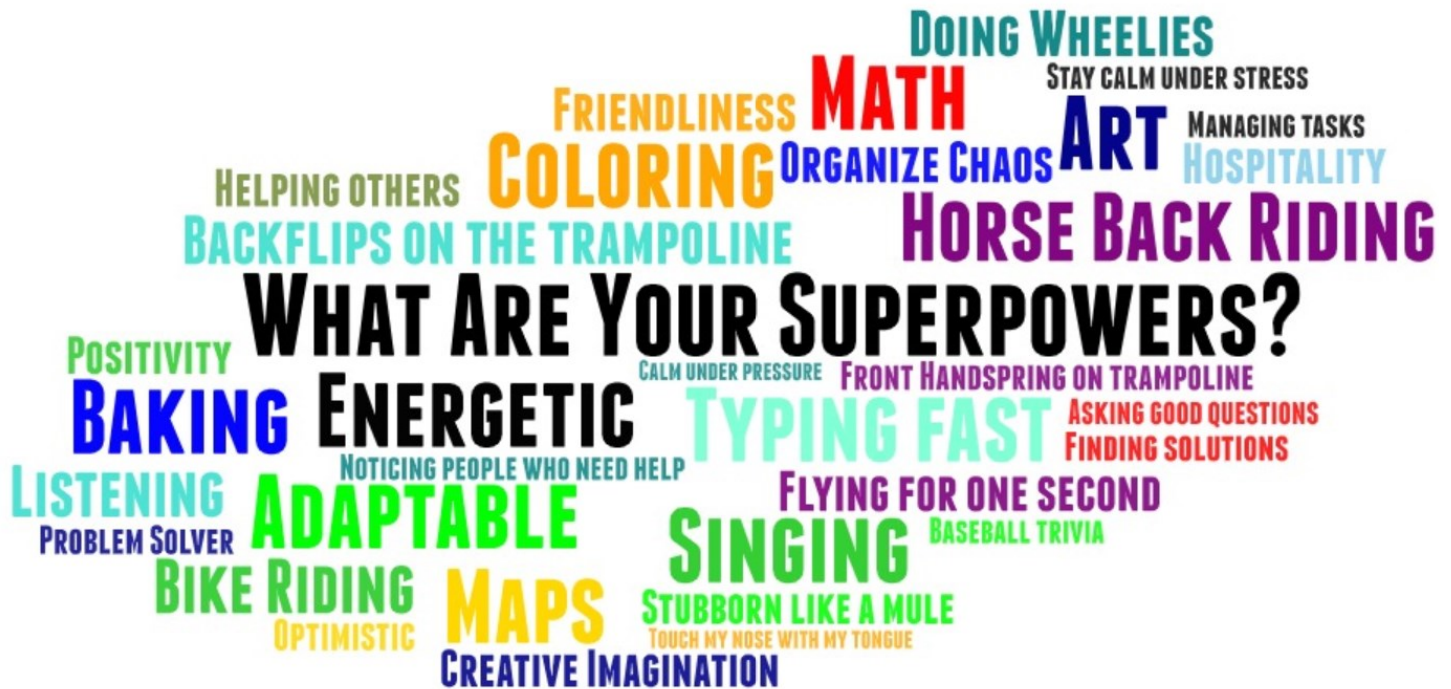 Doing Wheelies
Stay calm under stress
Math
Friendliness
Art
Managing tasks
Coloring
Organize Chaos
Hospitality
Helping others
Horse Back Riding
Backflips on the trampoline
What Are Your Superpowers?
Positivity
Calm under pressure
Front Handspring on trampoline
Baking
Energetic
Typing fast
Asking good questions
Finding solutions
Noticing people who need help
Listening
Adaptable
Flying for one second
Problem Solver
Singing
Baseball trivia
Bike Riding
Maps
Stubborn like a mule
Optimistic
Touch my nose with my tongue
Creative Imagination